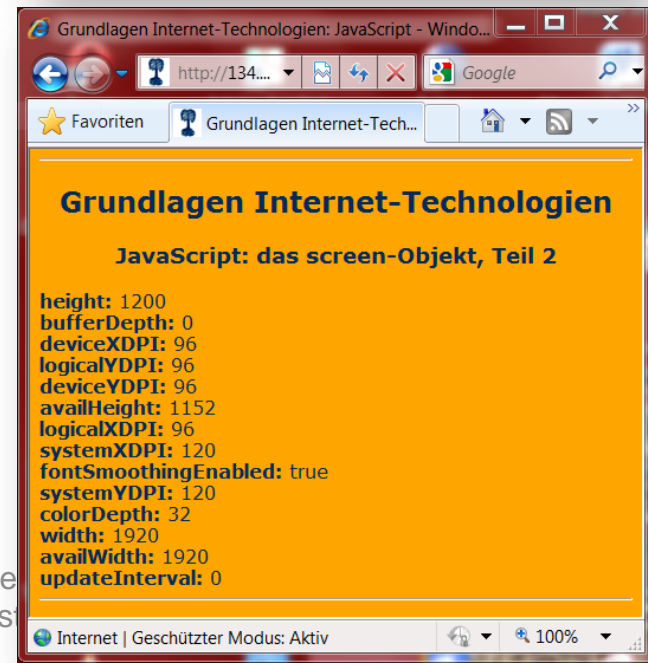 Grundlagen Internet-Technologien: JavaScript - Windo...
http://134....
Google
Favoriten
Grundlagen Internet-Tech...
Grundlagen Internet-Technologien
JavaScript: das screen-Objekt, Teil 2
height: 1200
bufferDepth: 0
deviceXDPI: 96
logicalYDPI: 96
deviceYDPI: 96
availHeight: 1152
logicalXDPI: 96
systemXDPI: 120
fontSmoothingEnabled: true
systemYDPI: 120
colorDepth: 32
width: 1920
availWidth: 1920
updateInterval: 0
Internet | Geschützter Modus: Aktiv
100%